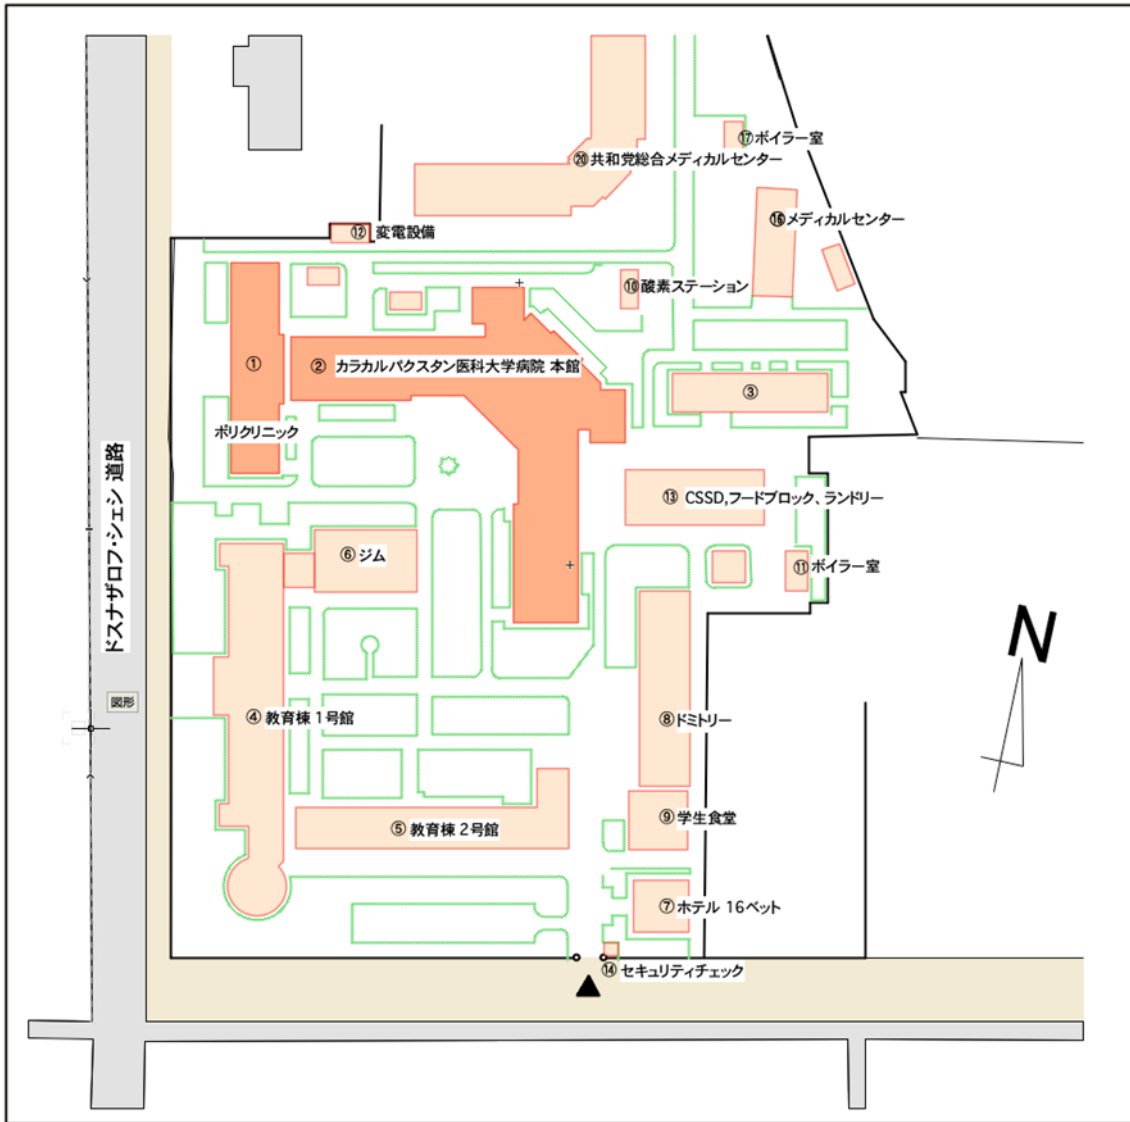 ⑰ボイラー室
⑳共和党総合メディカルセンター
⑯メディカルセンター
⑫ 変電設備
⑩酸素ステーション
①
② カラカルパクスタン医科大学病院 本館
③
ポリクリニック
ドスナザロフ・シェン 道路
⑬ CSSD,フードブロック、ランドリー
⑥ジム
⑪ボイラー室
N
図形
④ 教育棟 1号館
⑧ドミトリー
⑤ 教育棟 2号館
⑨学生食堂
⑦ホテル 16ベット
⑭セキュリティチェック